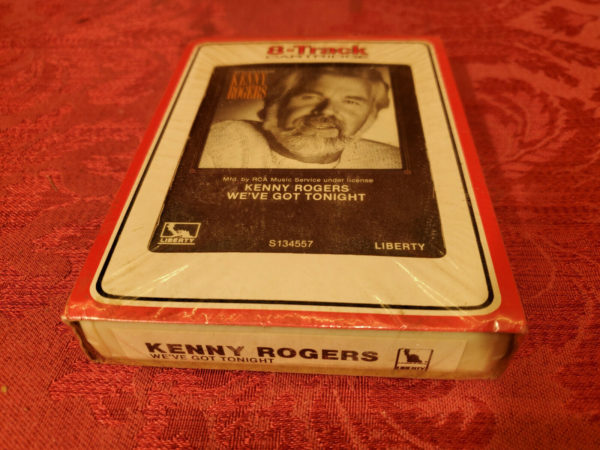 8-Track
CARTRIDGE
KENNY
ROGERS
Mfd. by RCA Music Service under license
KENNY ROGERS
WE'VE GOT TONIGHT
LIBERTY
S134557
LIBERTY
KENNY ROGERS
WE'VE GOT TONIGHT
LIBERTY